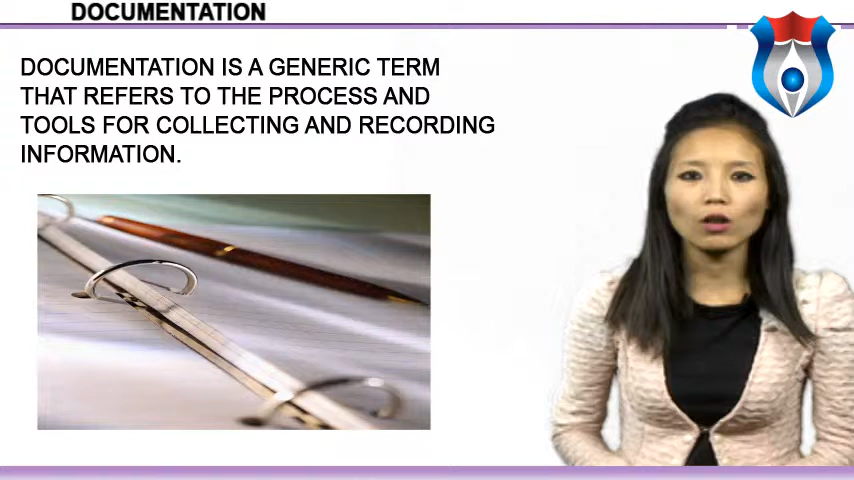 DOCUMENTATION
DOCUMENTATION IS A GENERIC TERM
THAT REFERS TO THE PROCESS AND
TOOLS FOR COLLECTING AND RECORDING
INFORMATION.